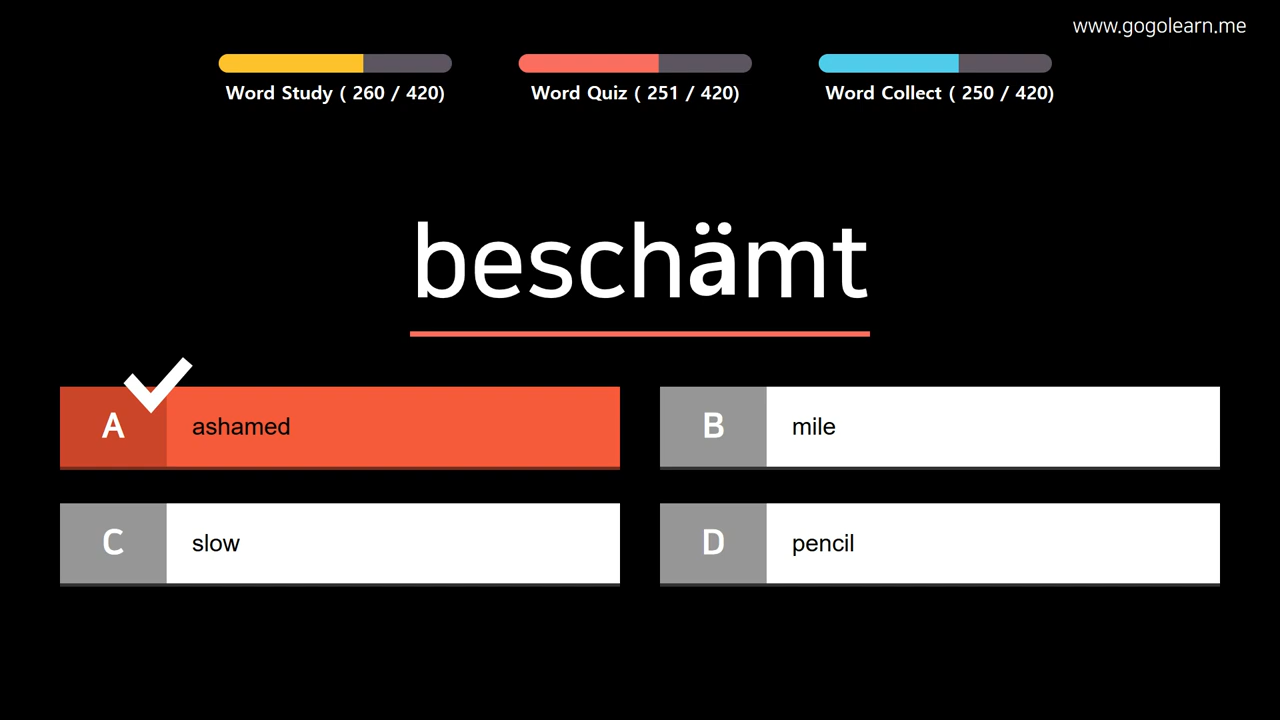 www.gogolearn.me
Word Study ( 260 / 420)
Word Quiz ( 251 / 420)
Word Collect ( 250 / 420)
beschämt
A ashamed
B mile
C slow
D pencil